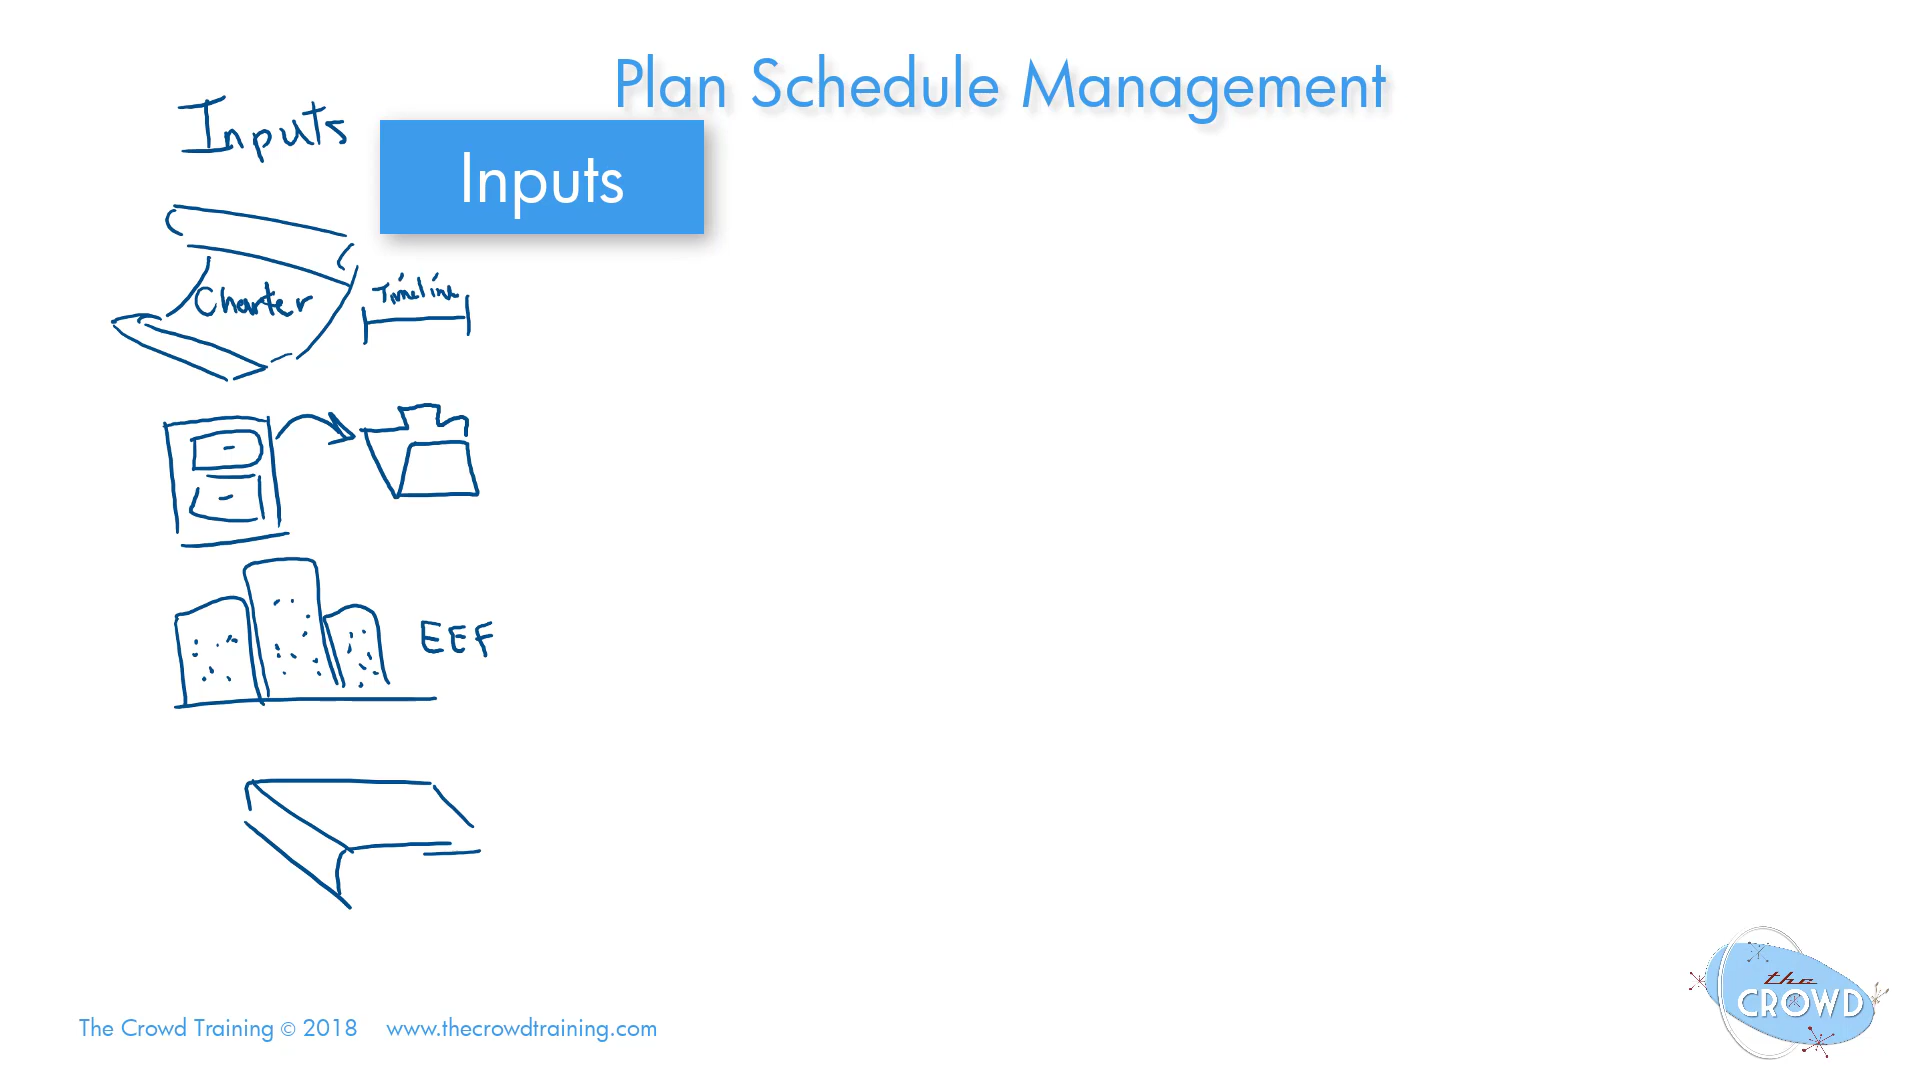 Plan Schedule Management
Inputs
Inputs
Charter
Timeline
EEF
The Crowd Training © 2018 www.thecrowdtraining.com
the
CROWD